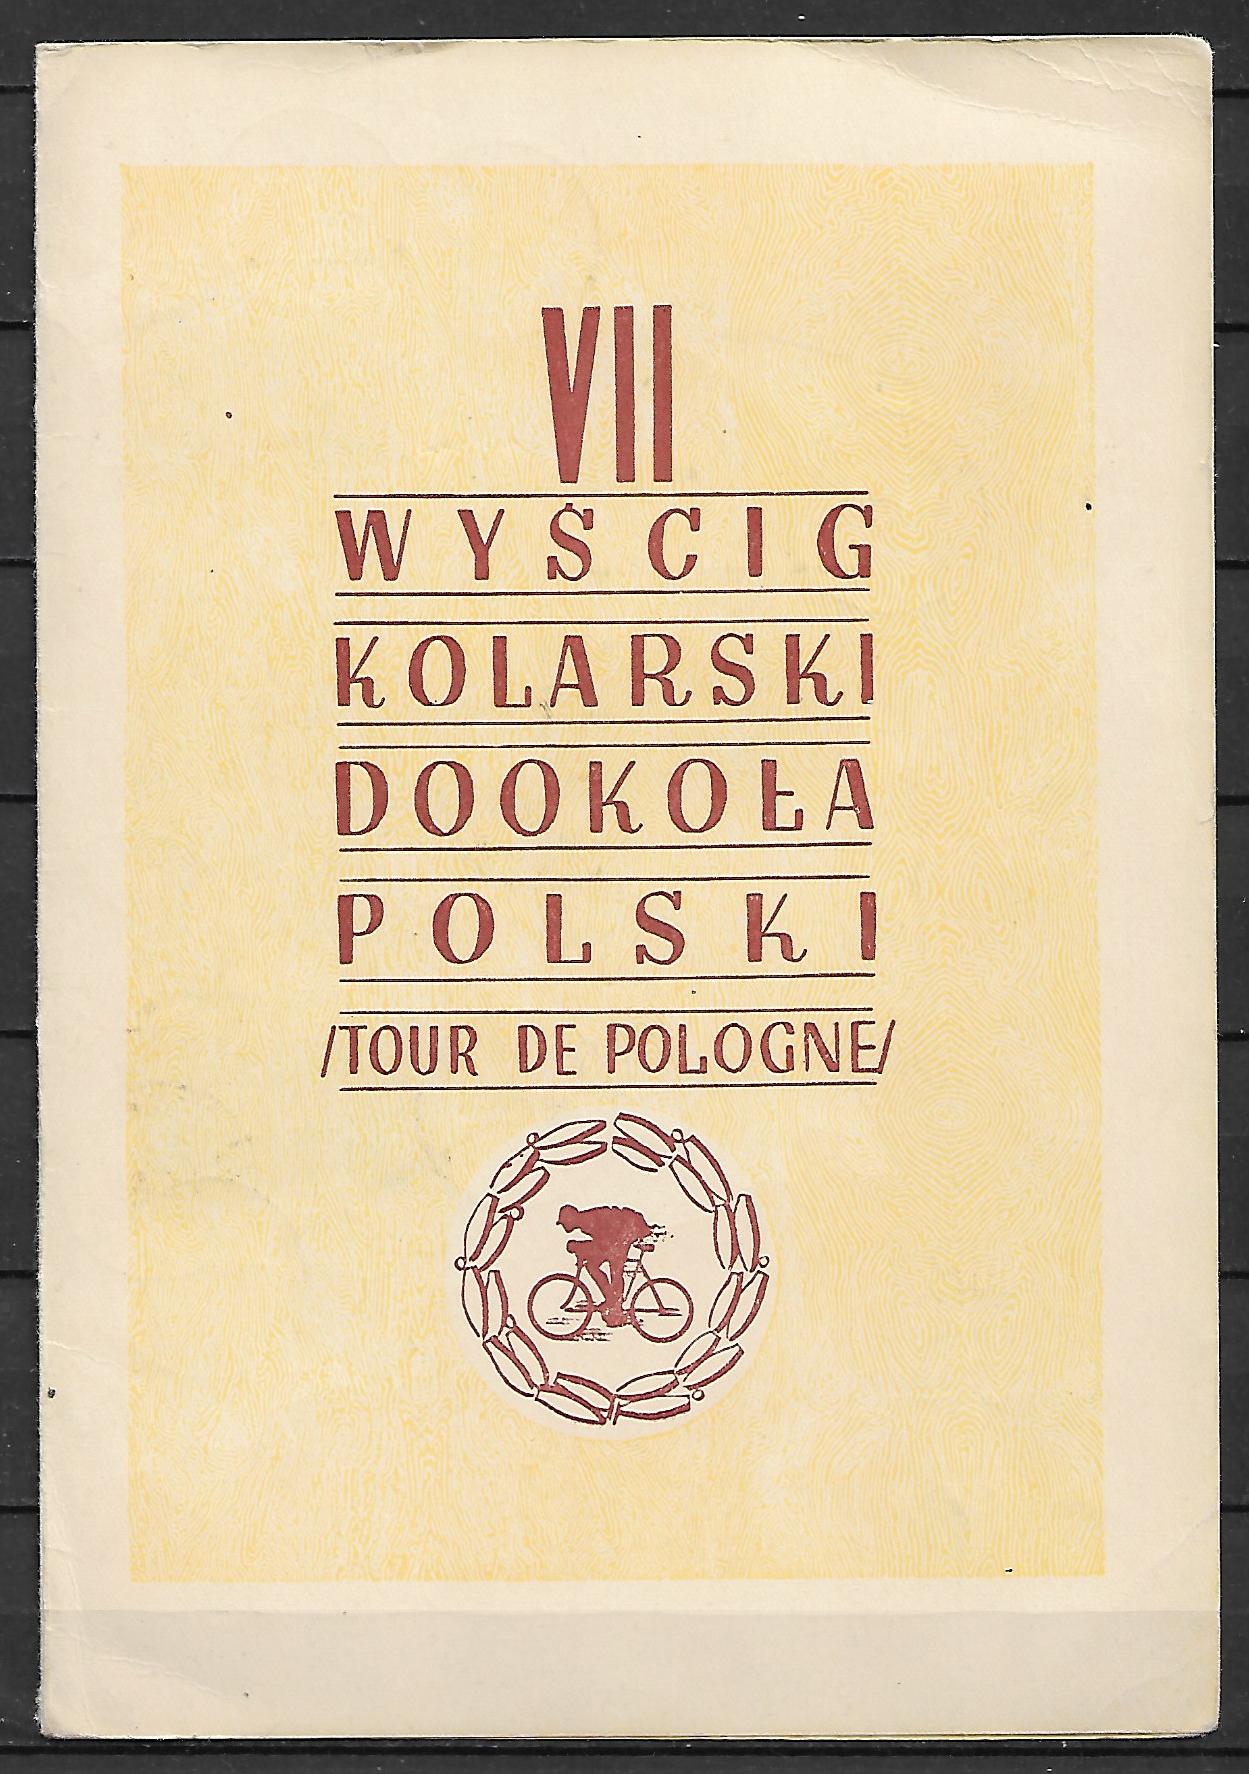 VII
WYŚCIG
KOLARSKI
DOOKOŁA
POLSKI
/TOUR DE POLOGNE/